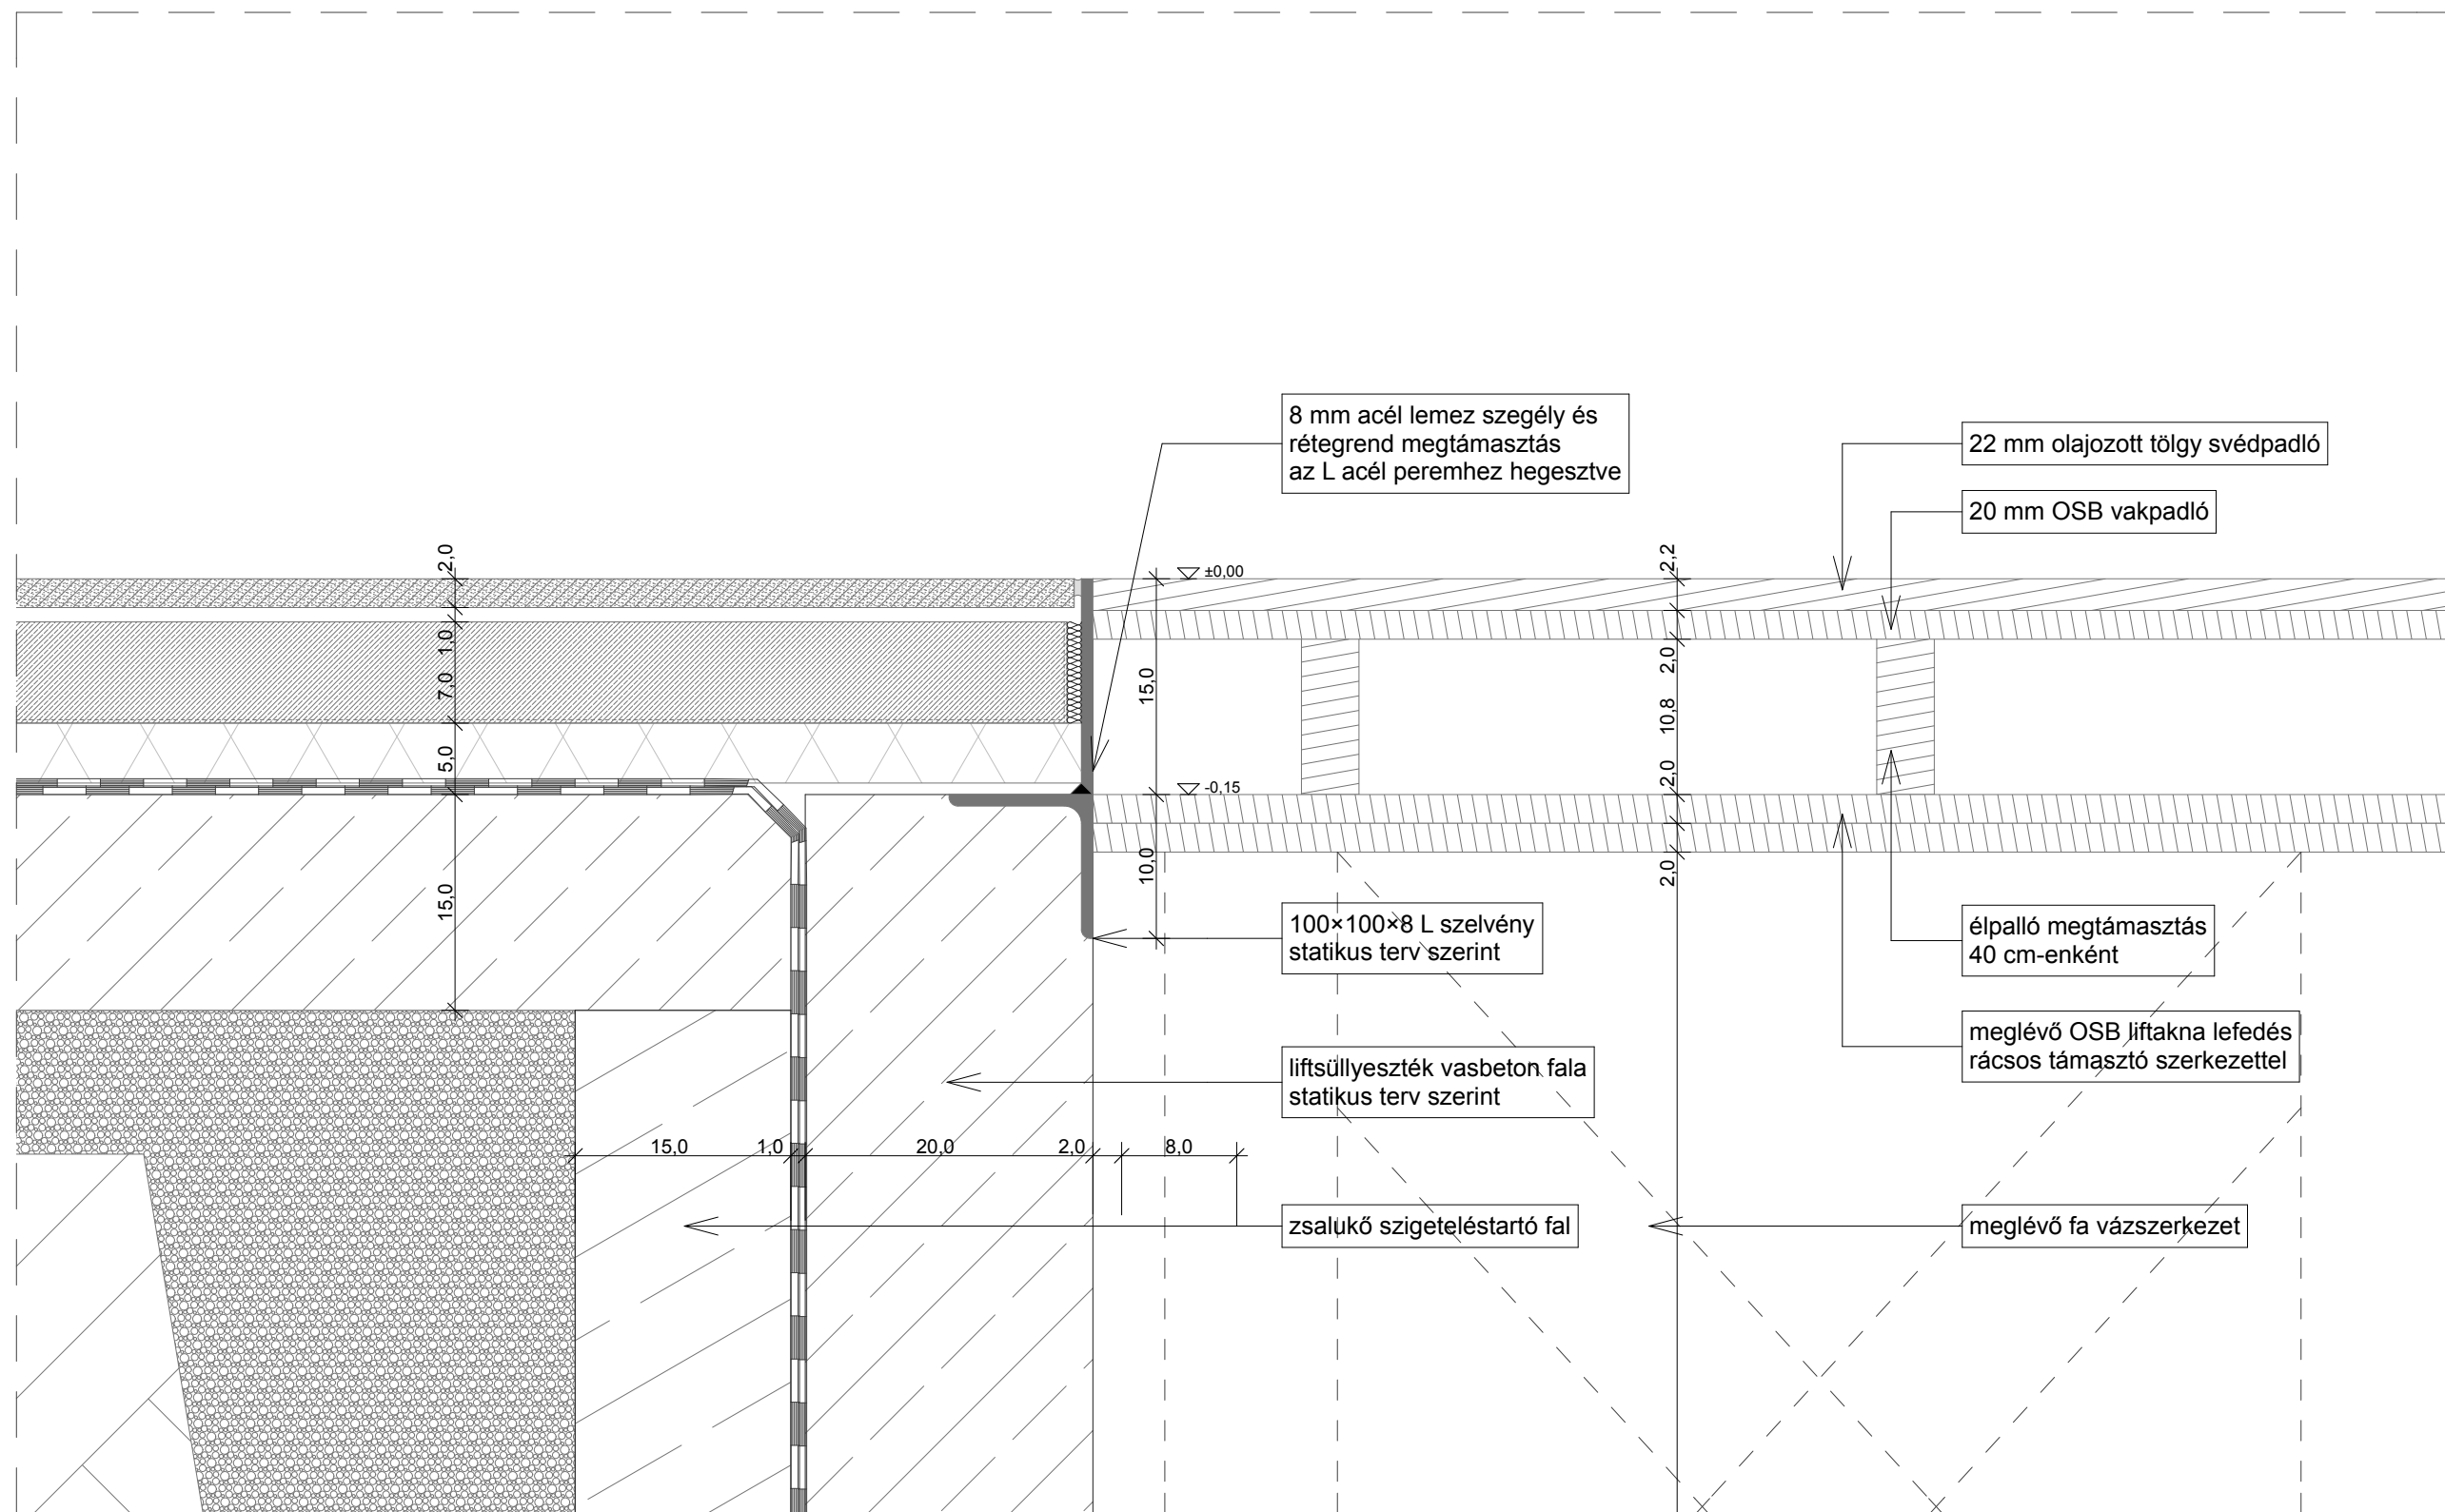 8 mm acél lemez szegély és
rétegrend megtámasztás
az L acél peremhez hegesztve
22 mm olajozott tölgy svédpadló
20 mm OSB vakpadló
2,0
1,0
7,0
5,0
15,0
±0,00
15,0
-0,15
10,0
2,2
2,0
10,8
2,0
2,0
100×100×8 L szelvény
statikus terv szerint
élpalló megtámasztás
40 cm-enként
liftsüllyeszték vasbeton fala
statikus terv szerint
meglévő OSB liftakna lefedés
rácsos támasztó szerkezettel
15,0
1,0
20,0
2,0
8,0
zsalukő szigeteléstartó fal
meglévő fa vázszerkezet